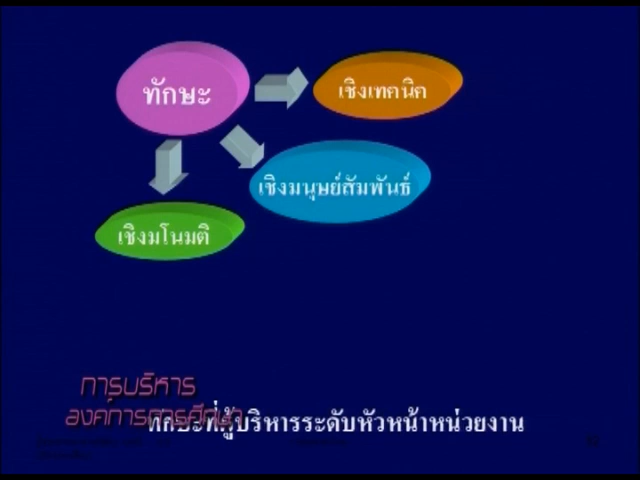 ทักษะ
เชิงเทคนิค
เชิงมนุษย์สัมพันธ์
เชิงมโนมติ
การบริหาร
องค์การการศึกษา
ทักษะที่ผู้บริหารระดับหัวหน้าหน่วยงาน